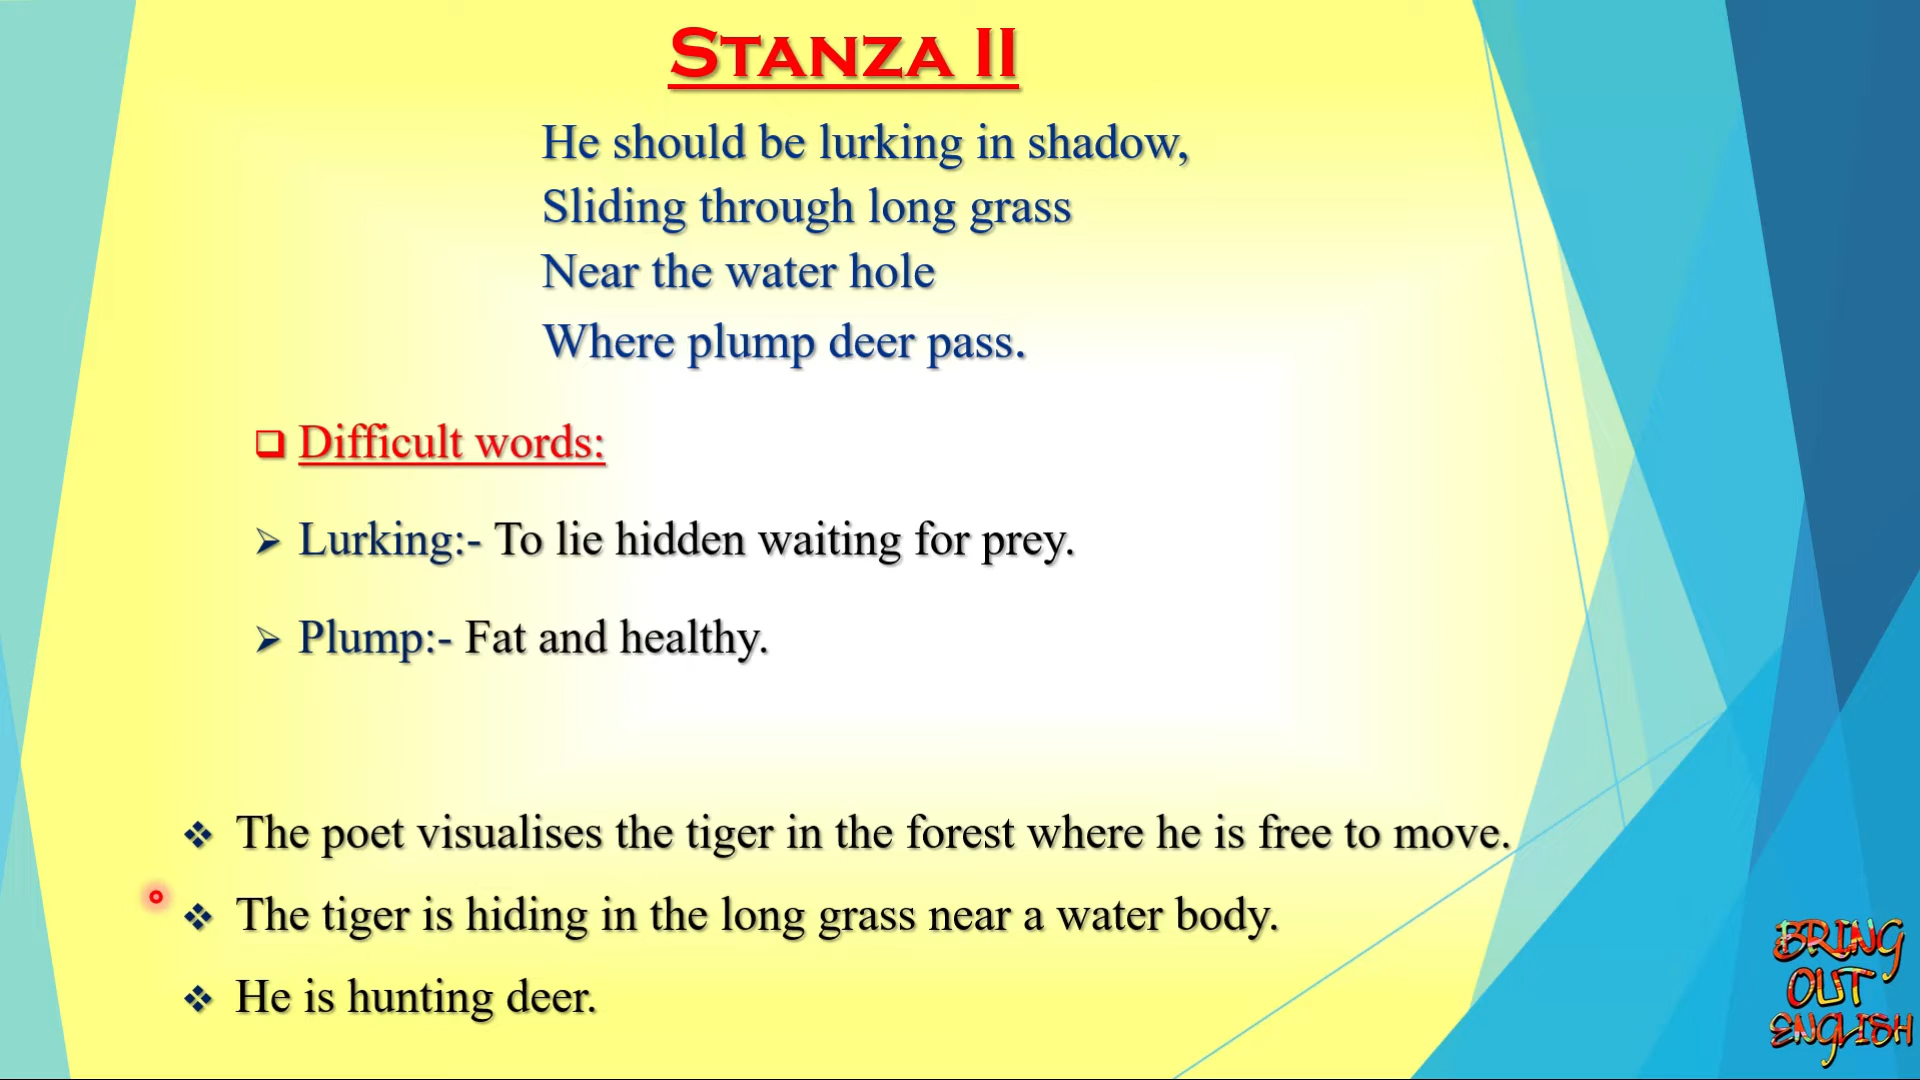 STANZA II
He should be lurking in shadow,
Sliding through long grass
Near the water hole
Where plump deer pass.
Difficult words:
Lurking:- To lie hidden waiting for prey.
Plump:- Fat and healthy.
The poet visualises the tiger in the forest where he is free to move.
The tiger is hiding in the long grass near a water body.
He is hunting deer.
BRING
OUT
ENGLISH